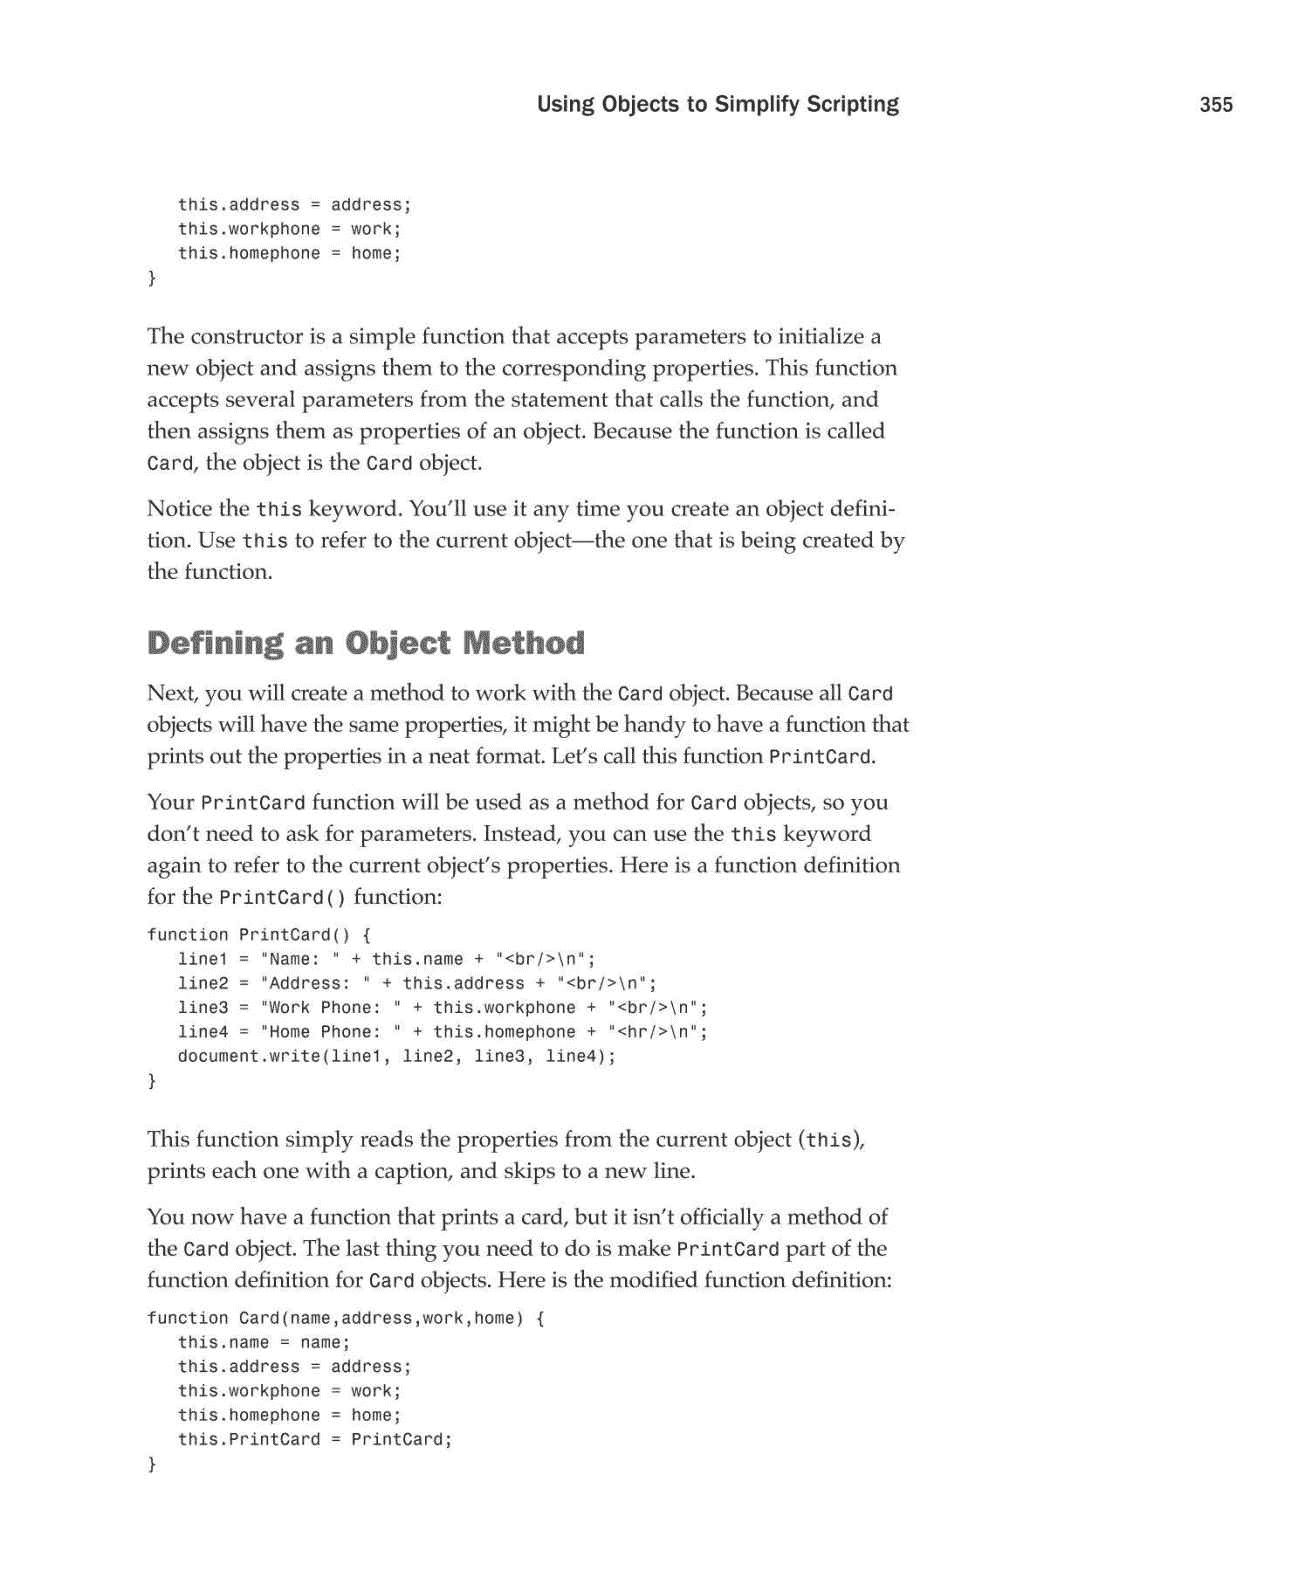 Using Objects to Simplify Scripting 355
this.address = address;
this.workphone = work;
this.homephone = home;
}
The constructor is a simple function that accepts parameters to initialize a
new object and assigns them to the corresponding properties. This function
accepts several parameters from the statement that calls the function, and
then assigns them as properties of an object. Because the function is called
Card, the object is the Card object.
Notice the this keyword. You'll use it any time you create an object defini-
tion. Use this to refer to the current object—the one that is being created by
the function.
Defining an Object Method
Next, you will create a method to work with the Card object. Because all Card
objects will have the same properties, it might be handy to have a function that
prints out the properties in a neat format. Let's call this function PrintCard.
Your PrintCard function will be used as a method for Card objects, so you
don't need to ask for parameters. Instead, you can use the this keyword
again to refer to the current object's properties. Here is a function definition
for the PrintCard() function:
function PrintCard() {
line1 = "Name: " + this.name + "<br/>\n";
line2 = "Address: " + this.address + "<br/>\n";
line3 = "Work Phone: " + this.workphone + "<br/>\n";
line4 = "Home Phone: " + this.homephone + "<hr/>\n";
document.write(line1, line2, line3, line4);
}
This function simply reads the properties from the current object (this),
prints each one with a caption, and skips to a new line.
You now have a function that prints a card, but it isn't officially a method of
the Card object. The last thing you need to do is make PrintCard part of the
function definition for Card objects. Here is the modified function definition:
function Card(name,address,work,home) {
this.name = name;
this.address = address;
this.workphone = work;
this.homephone = home;
this.PrintCard = PrintCard;
}